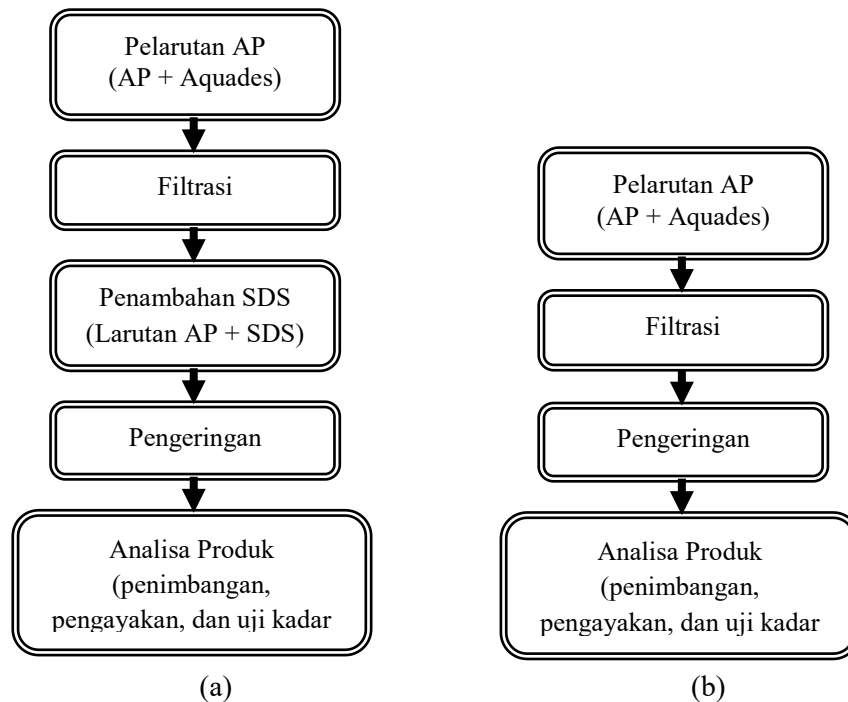 Pelarutan AP
(AP + Aquades)
Filtrasi
Penambahan SDS
(Larutan AP + SDS)
Pengeringan
Analisa Produk
(penimbangan,
pengayakan, dan uji kadar
(a)
Pelarutan AP
(AP + Aquades)
Filtrasi
Pengeringan
Analisa Produk
(penimbangan,
pengayakan, dan uji kadar
(b)